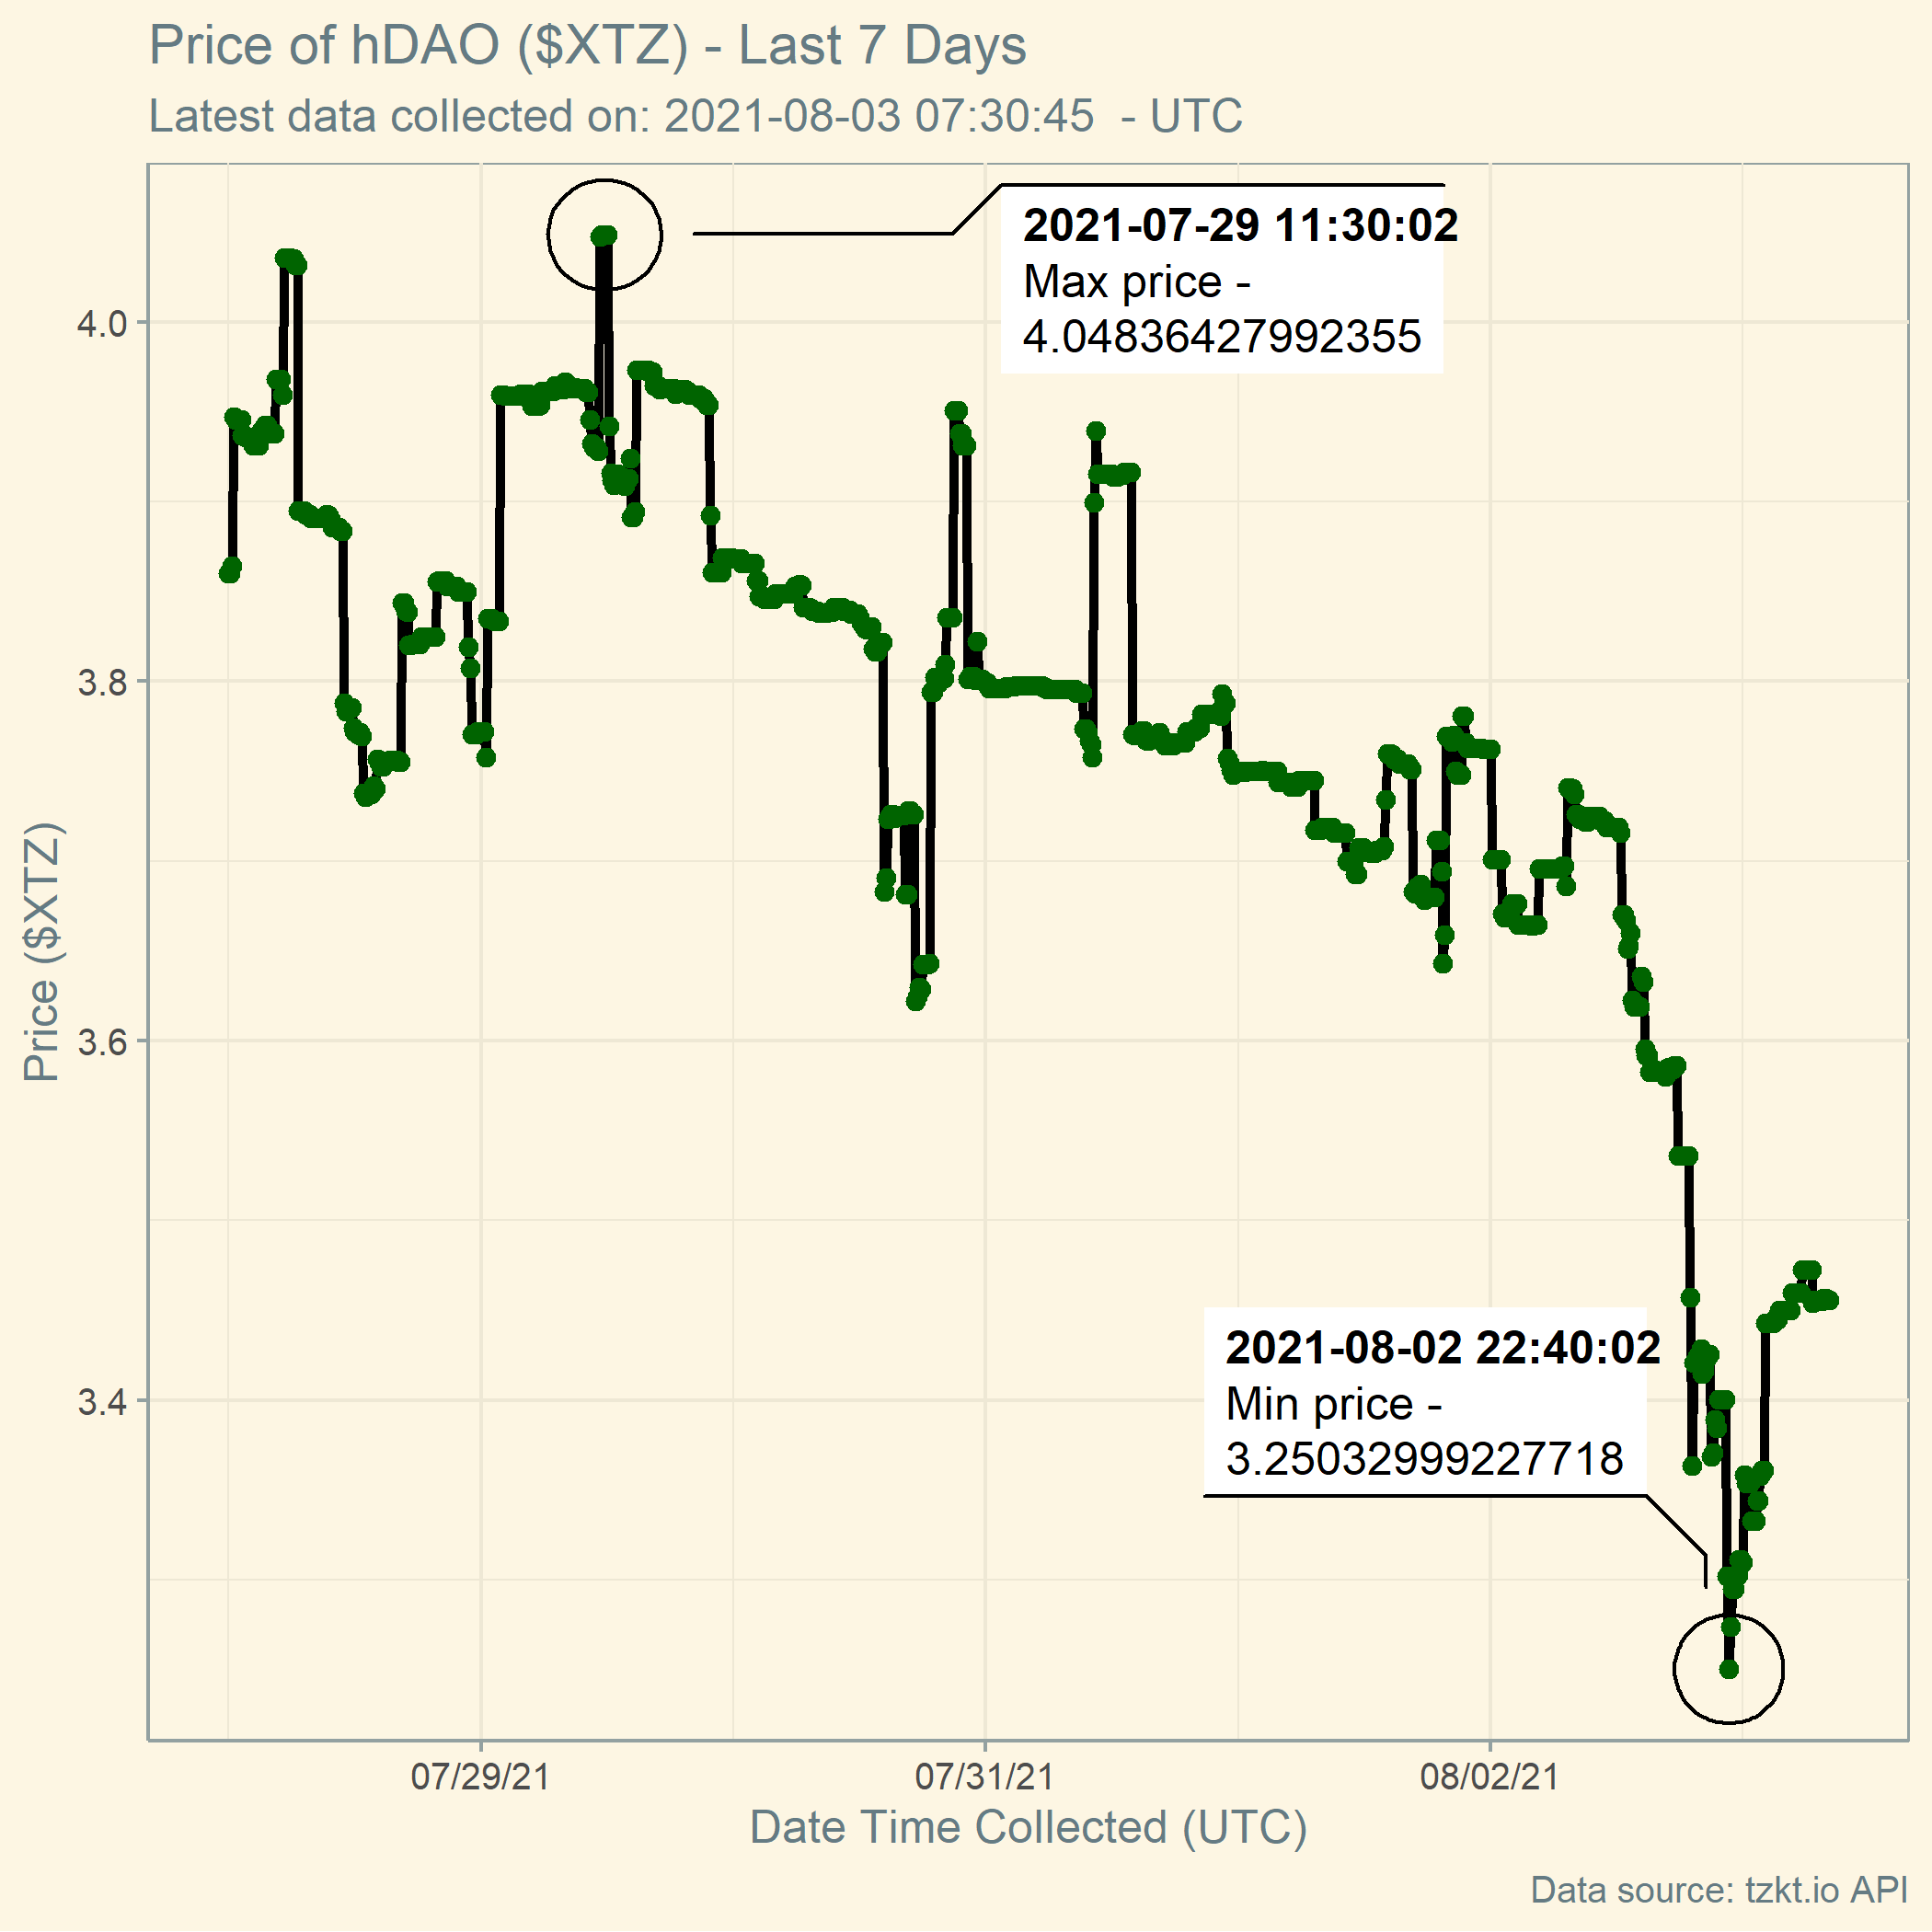 Price of hDAO ($XTZ) - Last 7 Days
Latest data collected on: 2021-08-03 07:30:45  - UTC
2021-07-29 11:30:02
Max price -
4.04836427992355
4.0
3.8
3.6
3.4
Price ($XTZ)
2021-08-02 22:40:02
Min price -
3.25032999227718
07/29/21
07/31/21
08/02/21
Date Time Collected (UTC)
Data source: tzkt.io API